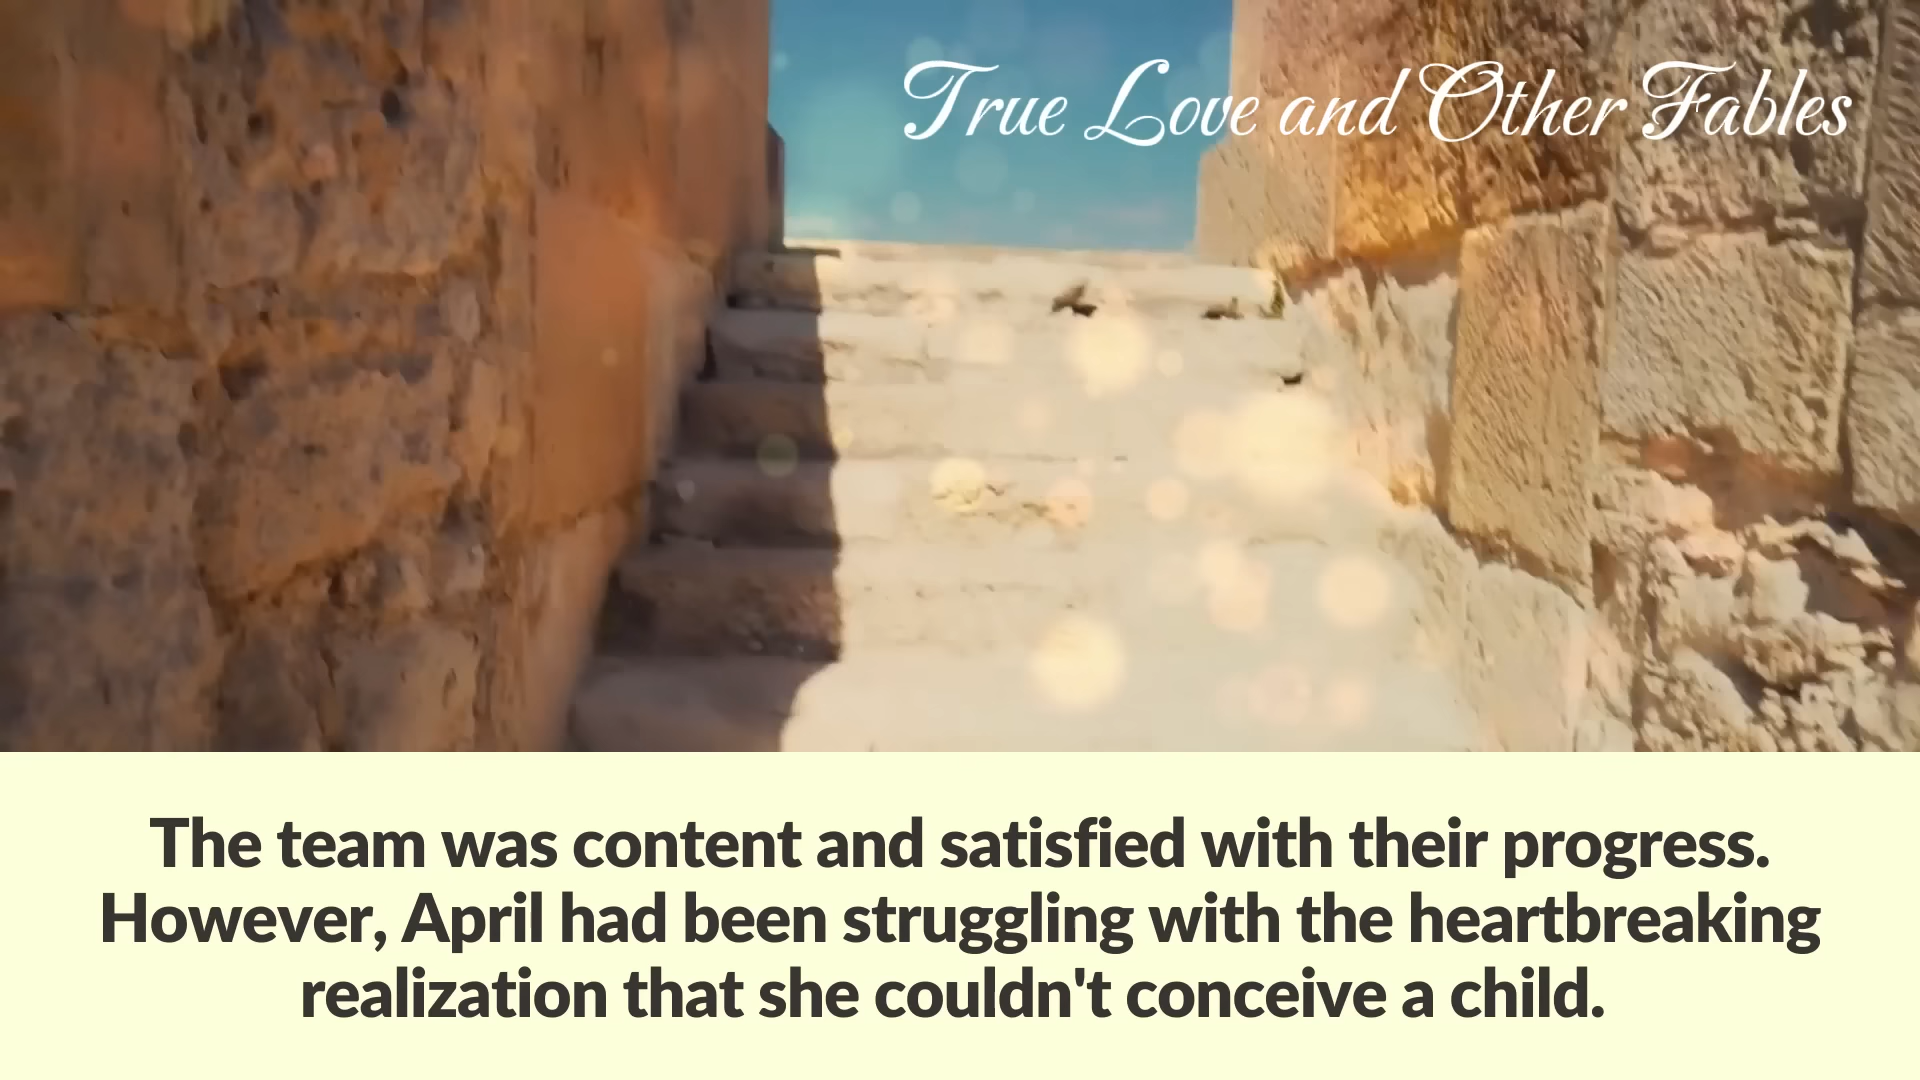 True Love and Other Fables
The team was content and satisfied with their progress.
However, April had been struggling with the heartbreaking
realization that she couldn't conceive a child.